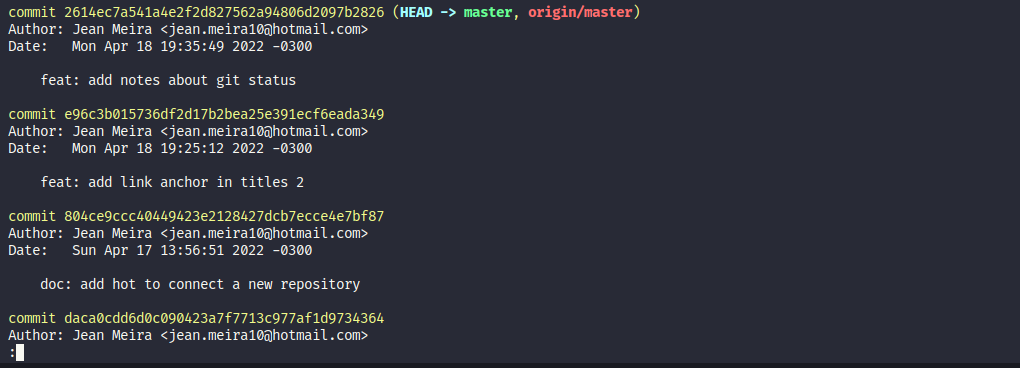 commit 2614ec7a541a4e2f2d827562a94806d2097b2826 (HEAD -> master, origin/master)
Author: Jean Meira <jean.meira10@hotmail.com>
Date:   Mon Apr 18 19:35:49 2022 -0300
feat: add notes about git status
commit e96c3b015736df2d17b2bea25e391ecf6eada349
Author: Jean Meira <jean.meira10@hotmail.com>
Date:   Mon Apr 18 19:25:12 2022 -0300
feat: add link anchor in titles 2
commit 804ce9ccc40449423e2128427dcb7ecce4e7bf87
Author: Jean Meira <jean.meira10@hotmail.com>
Date:   Sun Apr 17 13:56:51 2022 -0300
doc: add hot to connect a new repository
commit daca0cdd6d0c090423a7f7713c977af1d9734364
Author: Jean Meira <jean.meira10@hotmail.com>
: